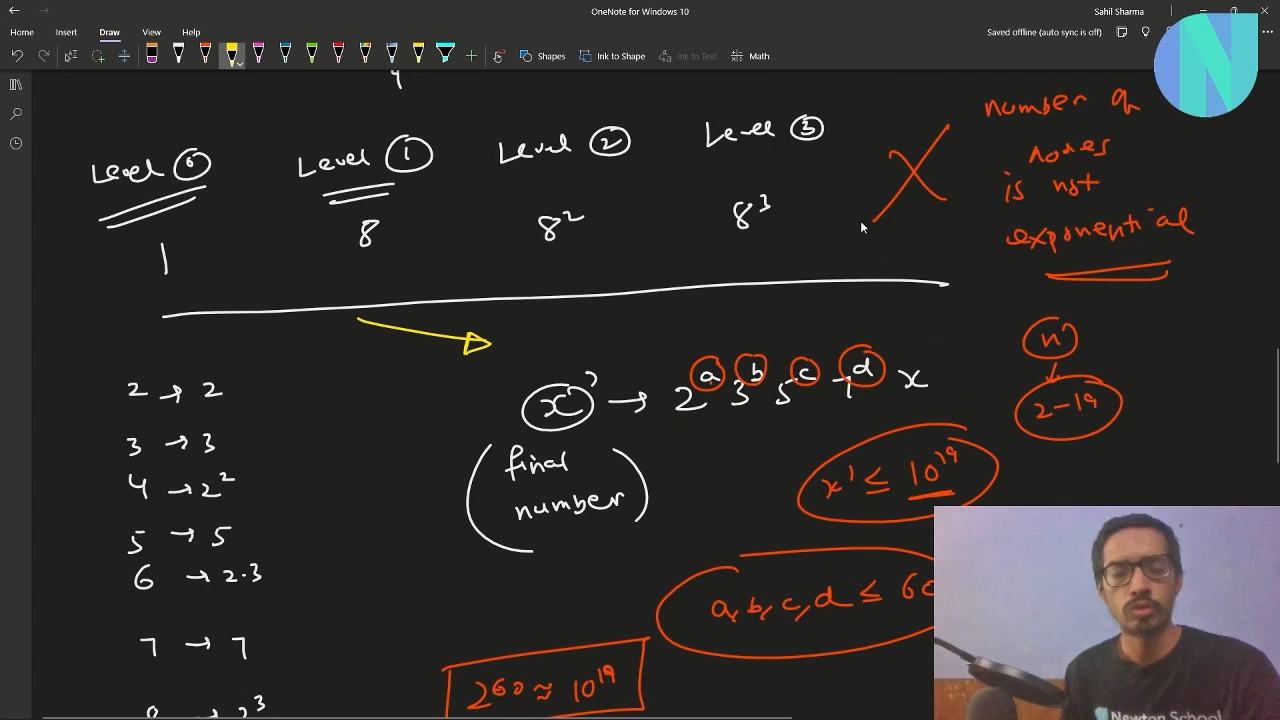 OneNote for Windows 10
Sahil Sharma
Home Insert Draw View Help
Saved offline (auto sync is off)
Shapes Ink to Shape Ink to Text Math
Level 0 Level 1 Level 2 Level 3
1 8 8² 8³
number of
nodes
is not
exponential
n
2-19
2 → 2
3 → 3
4 → 2²
5 → 5
6 → 2·3
7 → 7
x' → 2ᵃ 3ᵇ 5ᶜ 7ᵈ x
(final
number)
x' ≤ 10¹⁹
a, b, c, d ≤ 60
2⁶⁰ ≈ 10¹⁹
Newton School